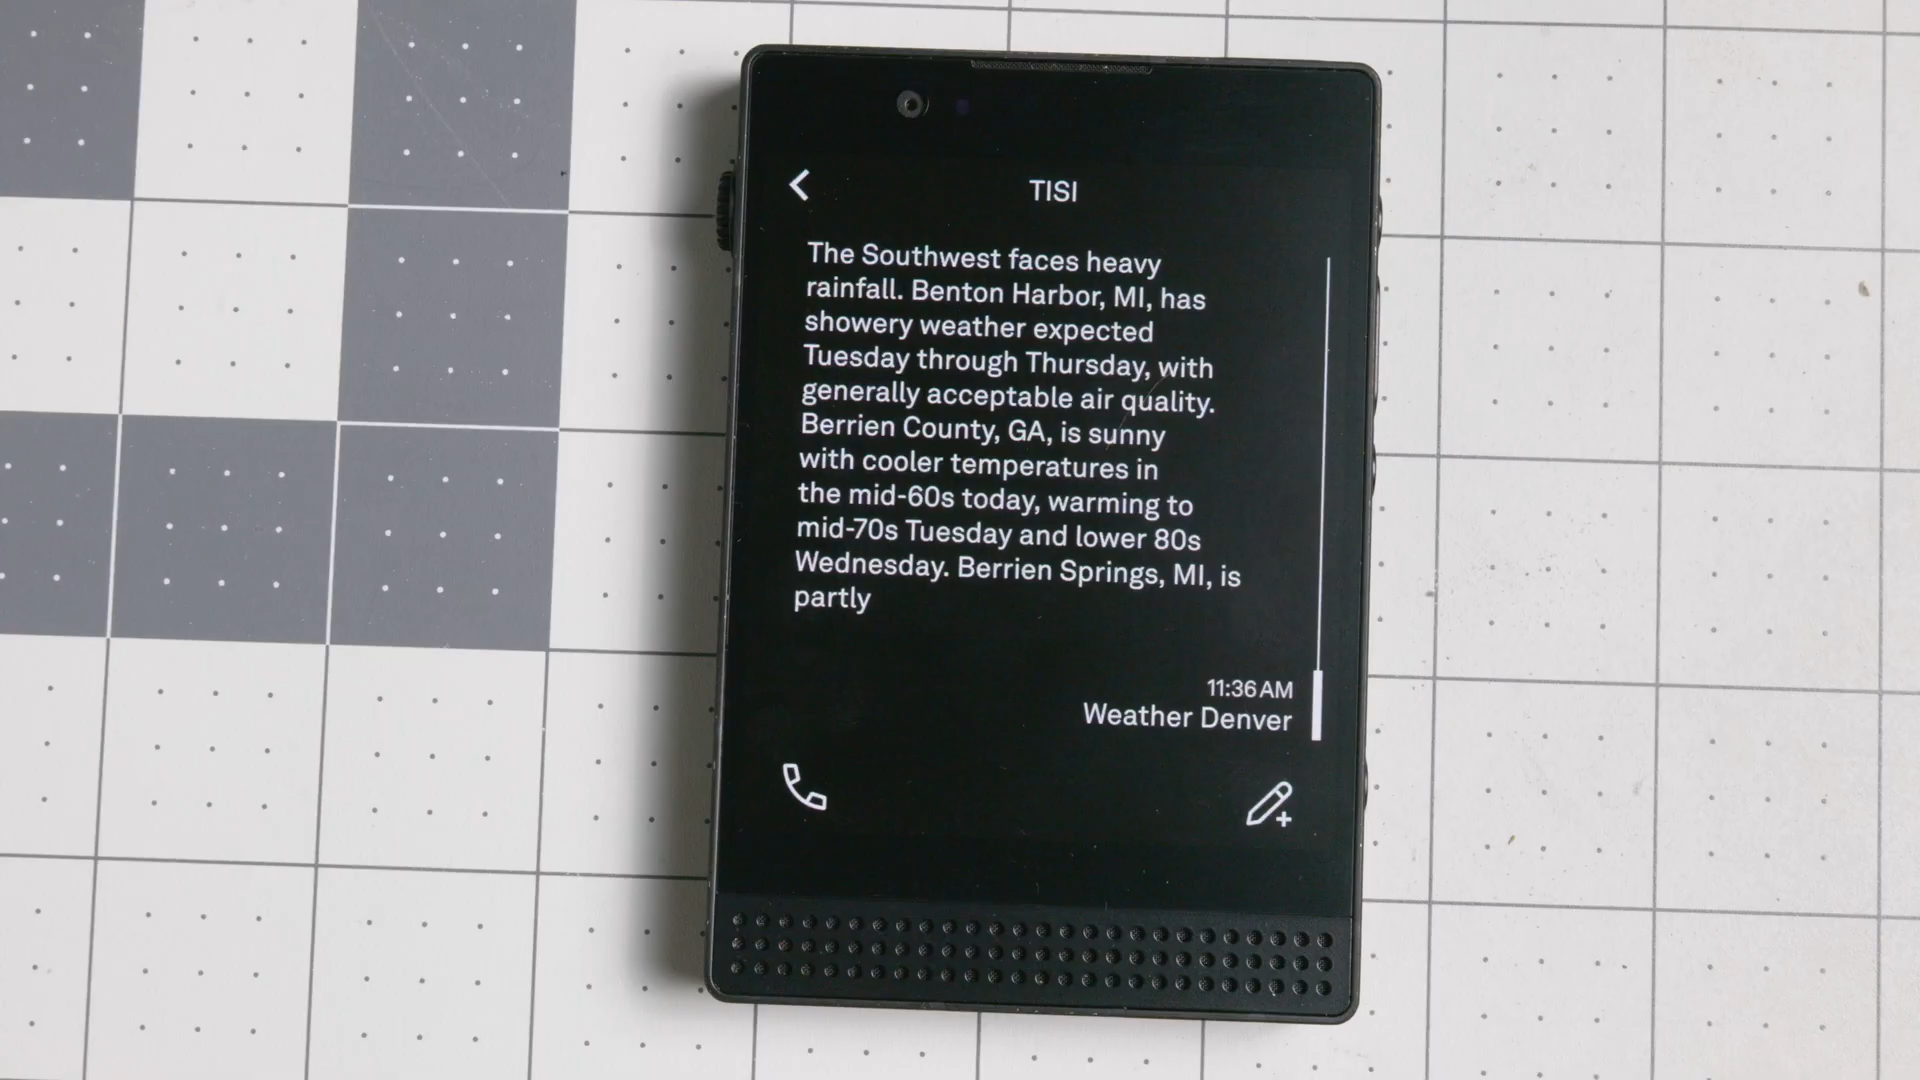 TISI
The Southwest faces heavy
rainfall. Benton Harbor, MI, has
showery weather expected
Tuesday through Thursday, with
generally acceptable air quality.
Berrien County, GA, is sunny
with cooler temperatures in
the mid-60s today, warming to
mid-70s Tuesday and lower 80s
Wednesday. Berrien Springs, MI, is
partly
11:36 AM
Weather Denver